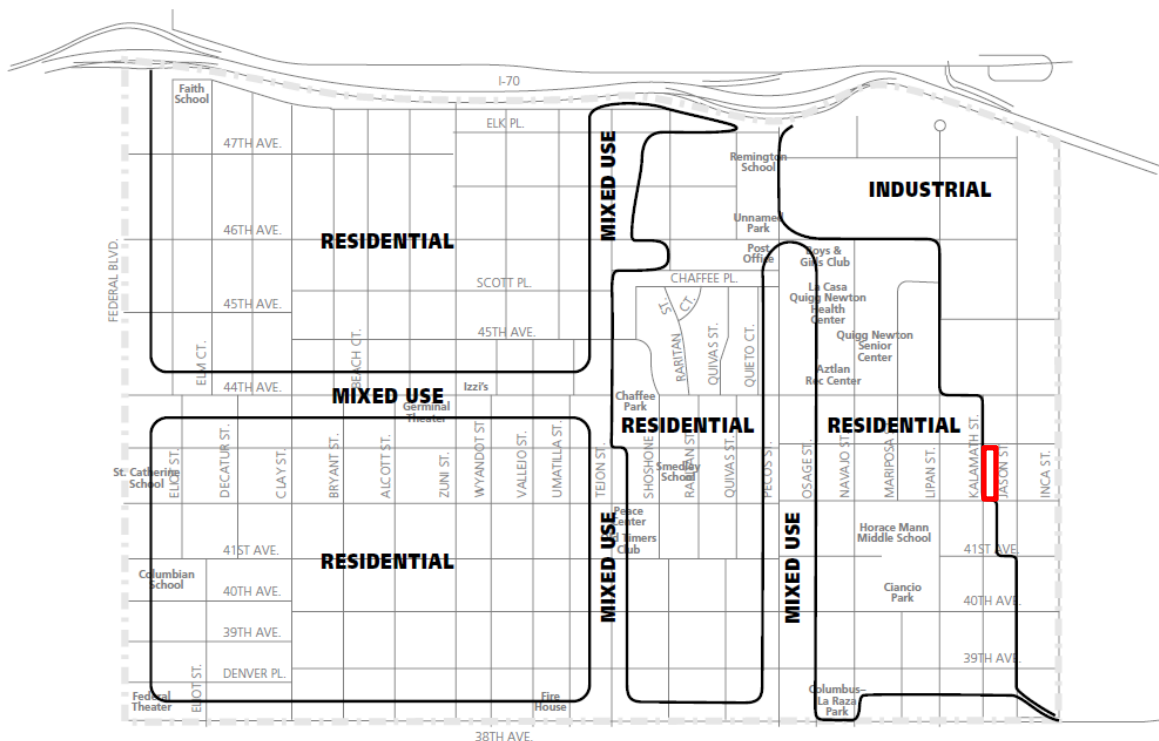 I-70
Faith
School
ELK PL.
47TH AVE.
MIXED USE
Remington
School
INDUSTRIAL
Unnamed
Park
46TH AVE.
RESIDENTIAL
Post
Office
Boys &
Girls Club
FEDERAL BLVD.
SCOTT PL.
CHAFFEE PL.
La Casa
Quigg Newton
Health
Center
45TH AVE.
ST.
CT.
RARITAN
QUIVAS ST.
QUIETO CT.
45TH AVE.
Quigg Newton
Senior
Center
ELM CT.
BEACH CT.
Aztlan
Rec Center
44TH AVE.
MIXED USE
Izzi's
Germinal
Theater
Chaffee
Park
RESIDENTIAL
RESIDENTIAL
St. Catherine
School
ELIOT ST.
DECATUR ST.
CLAY ST.
BRYANT ST.
ALCOTT ST.
ZUNI ST.
WYANDOT ST
VALLEJO ST.
UMATILLA ST.
TEJON ST.
SHOSHONE
Smedley
School
RARITAN ST.
QUIVAS ST.
PECOS ST.
OSAGE ST.
NAVAJO ST.
MARIPOSA
LIPAN ST.
KALAMATH ST.
JASON ST.
INCA ST.
Peace
Center
Old Timers
Club
Horace Mann
Middle School
41ST AVE.
41ST AVE.
RESIDENTIAL
MIXED USE
MIXED USE
Columbian
School
40TH AVE.
Ciancio
Park
40TH AVE.
39TH AVE.
39TH AVE.
DENVER PL.
ELIOT ST.
Federal
Theater
Fire
House
Columbus–
La Raza
Park
38TH AVE.